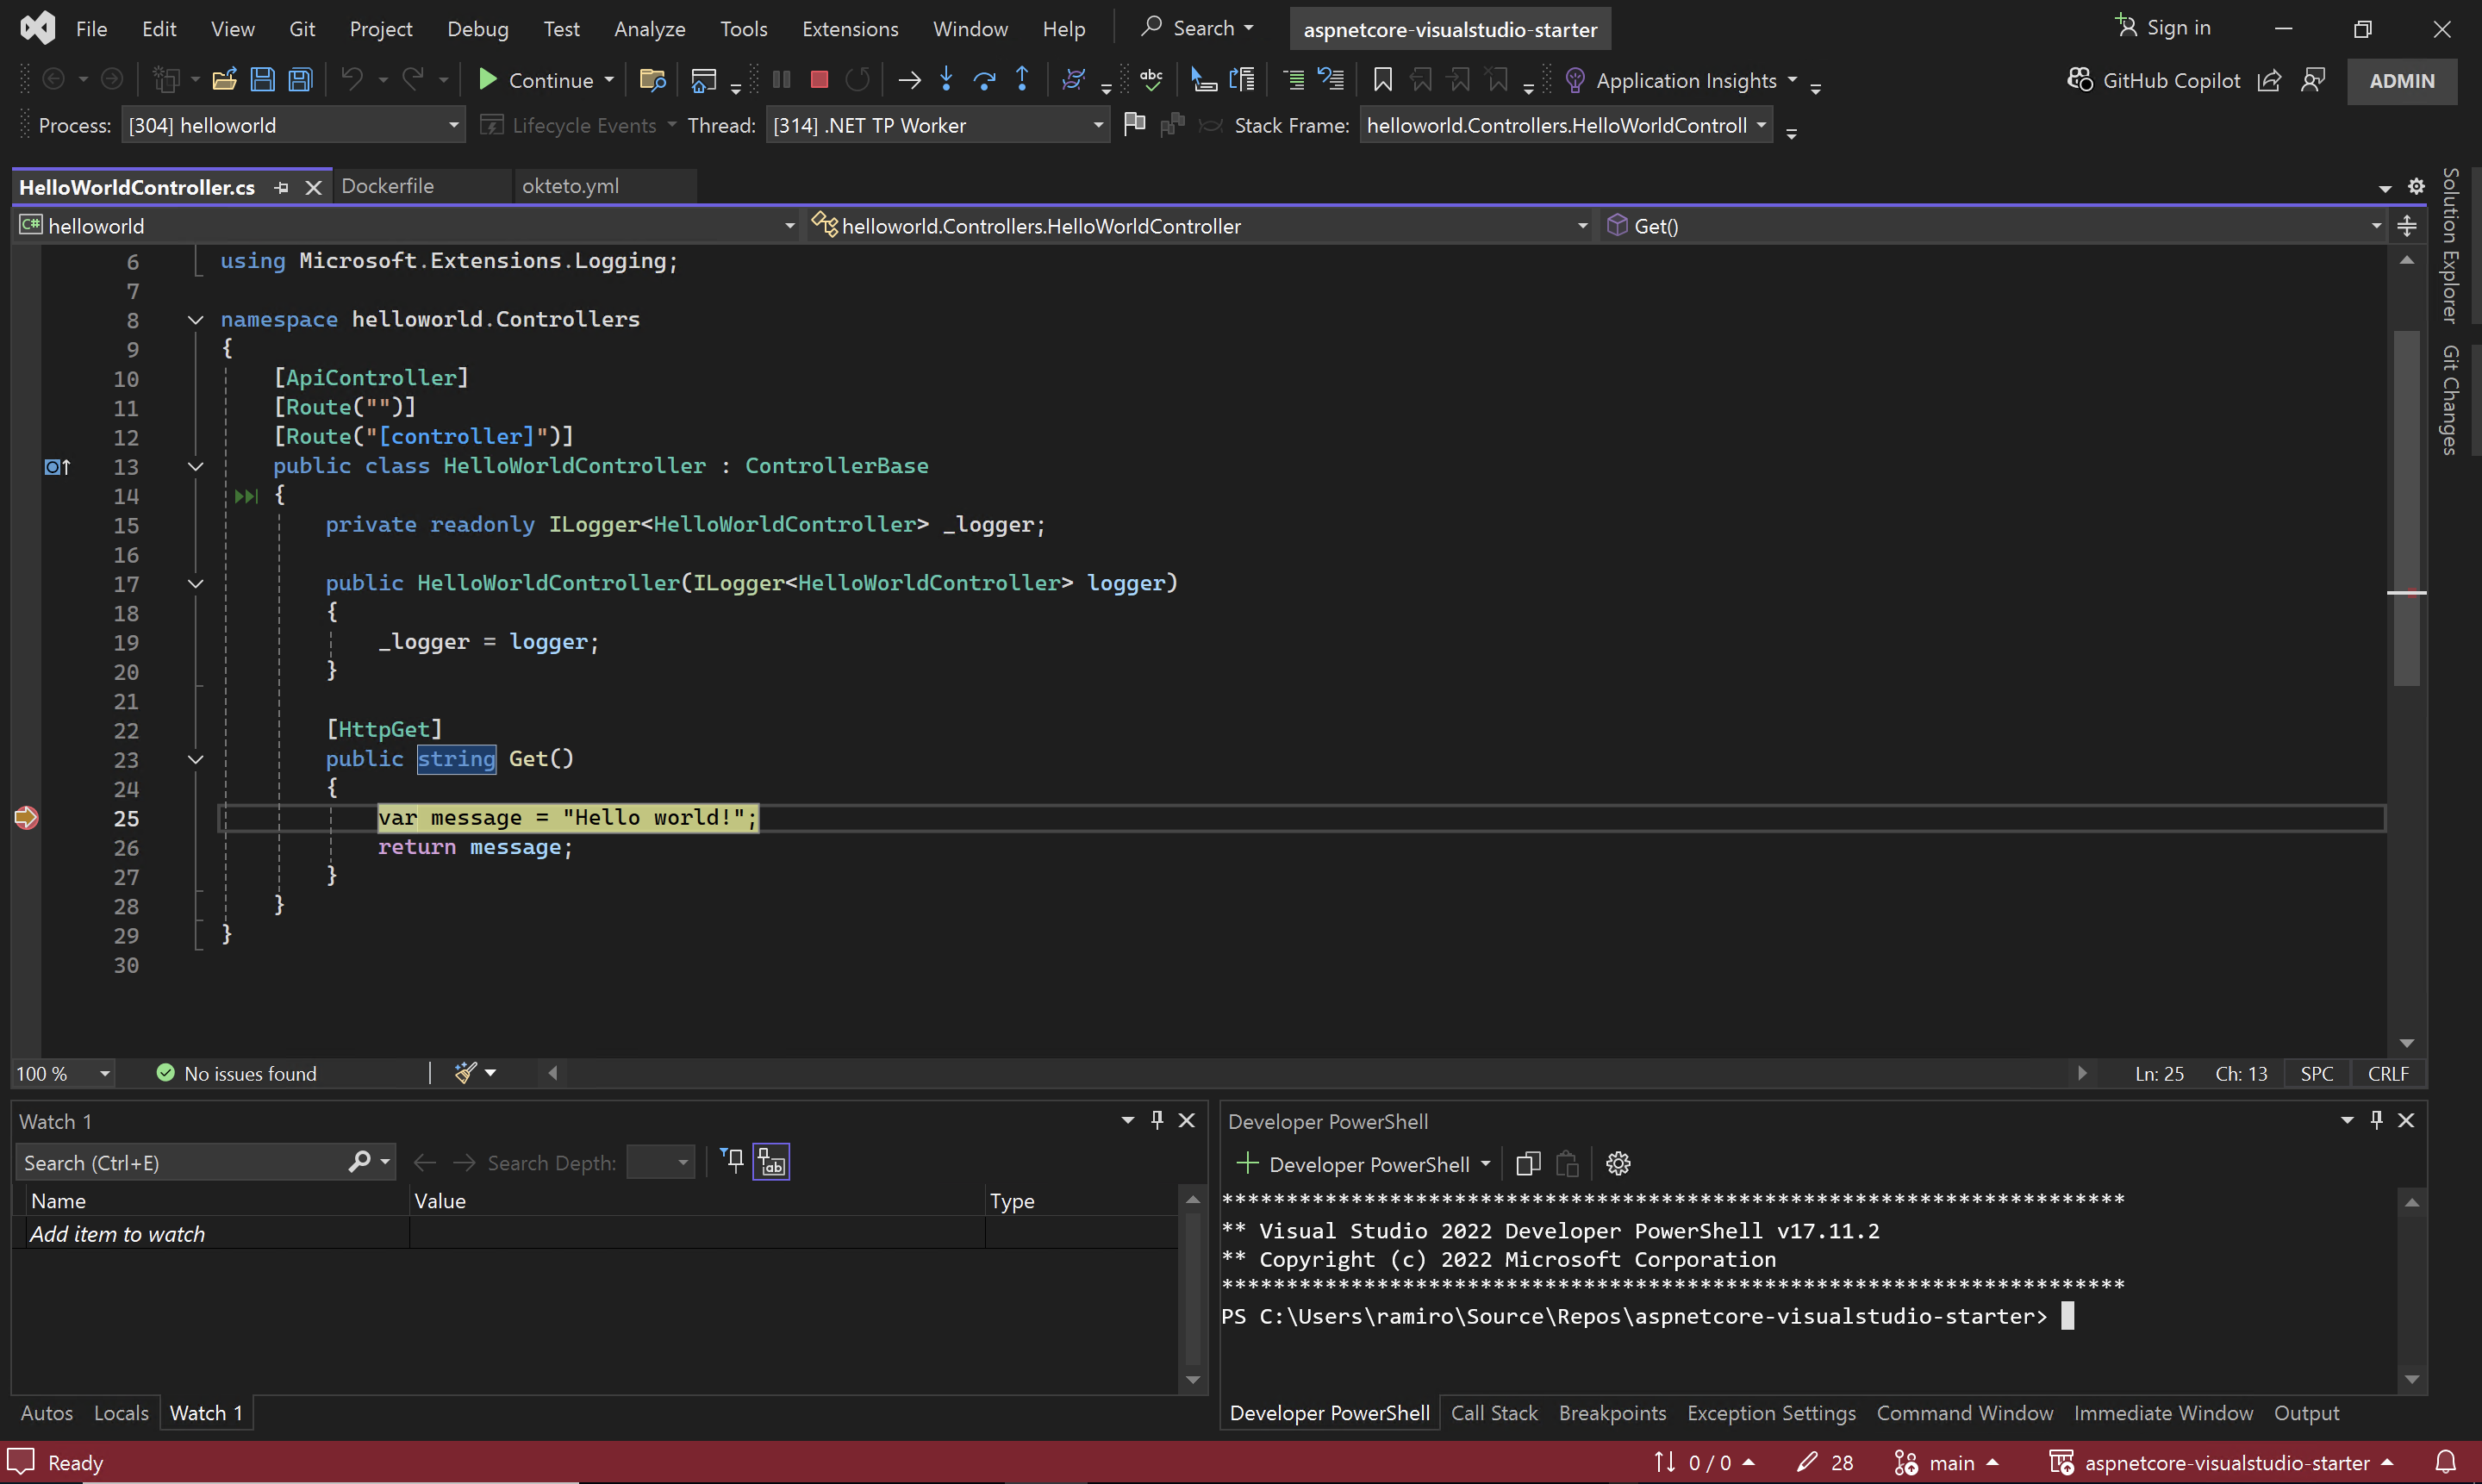 File Edit View Git Project Debug Test Analyze Tools Extensions Window Help Search aspnetcore-visualstudio-starter Sign in
Continue abc Application Insights GitHub Copilot ADMIN
Process: [304] helloworld Lifecycle Events Thread: [314] .NET TP Worker Stack Frame: helloworld.Controllers.HelloWorldControll
HelloWorldController.cs Dockerfile okteto.yml
C# helloworld helloworld.Controllers.HelloWorldController Get()
Solution Explorer
Git Changes
6 using Microsoft.Extensions.Logging;
7
8 namespace helloworld.Controllers
9 {
10 [ApiController]
11 [Route("")]
12 [Route("[controller]")]
13 public class HelloWorldController : ControllerBase
14 {
15 private readonly ILogger<HelloWorldController> _logger;
16
17 public HelloWorldController(ILogger<HelloWorldController> logger)
18 {
19 _logger = logger;
20 }
21
22 [HttpGet]
23 public string Get()
24 {
25 var message = "Hello world!";
26 return message;
27 }
28 }
29 }
30
100 % No issues found Ln: 25 Ch: 13 SPC CRLF
Watch 1
Search (Ctrl+E) Search Depth: ab
Name Value Type
Add item to watch
Autos Locals Watch 1
Developer PowerShell
Developer PowerShell
**********************************************************************
** Visual Studio 2022 Developer PowerShell v17.11.2
** Copyright (c) 2022 Microsoft Corporation
**********************************************************************
PS C:\Users\ramiro\Source\Repos\aspnetcore-visualstudio-starter>
Developer PowerShell Call Stack Breakpoints Exception Settings Command Window Immediate Window Output
Ready 0 / 0 28 main aspnetcore-visualstudio-starter